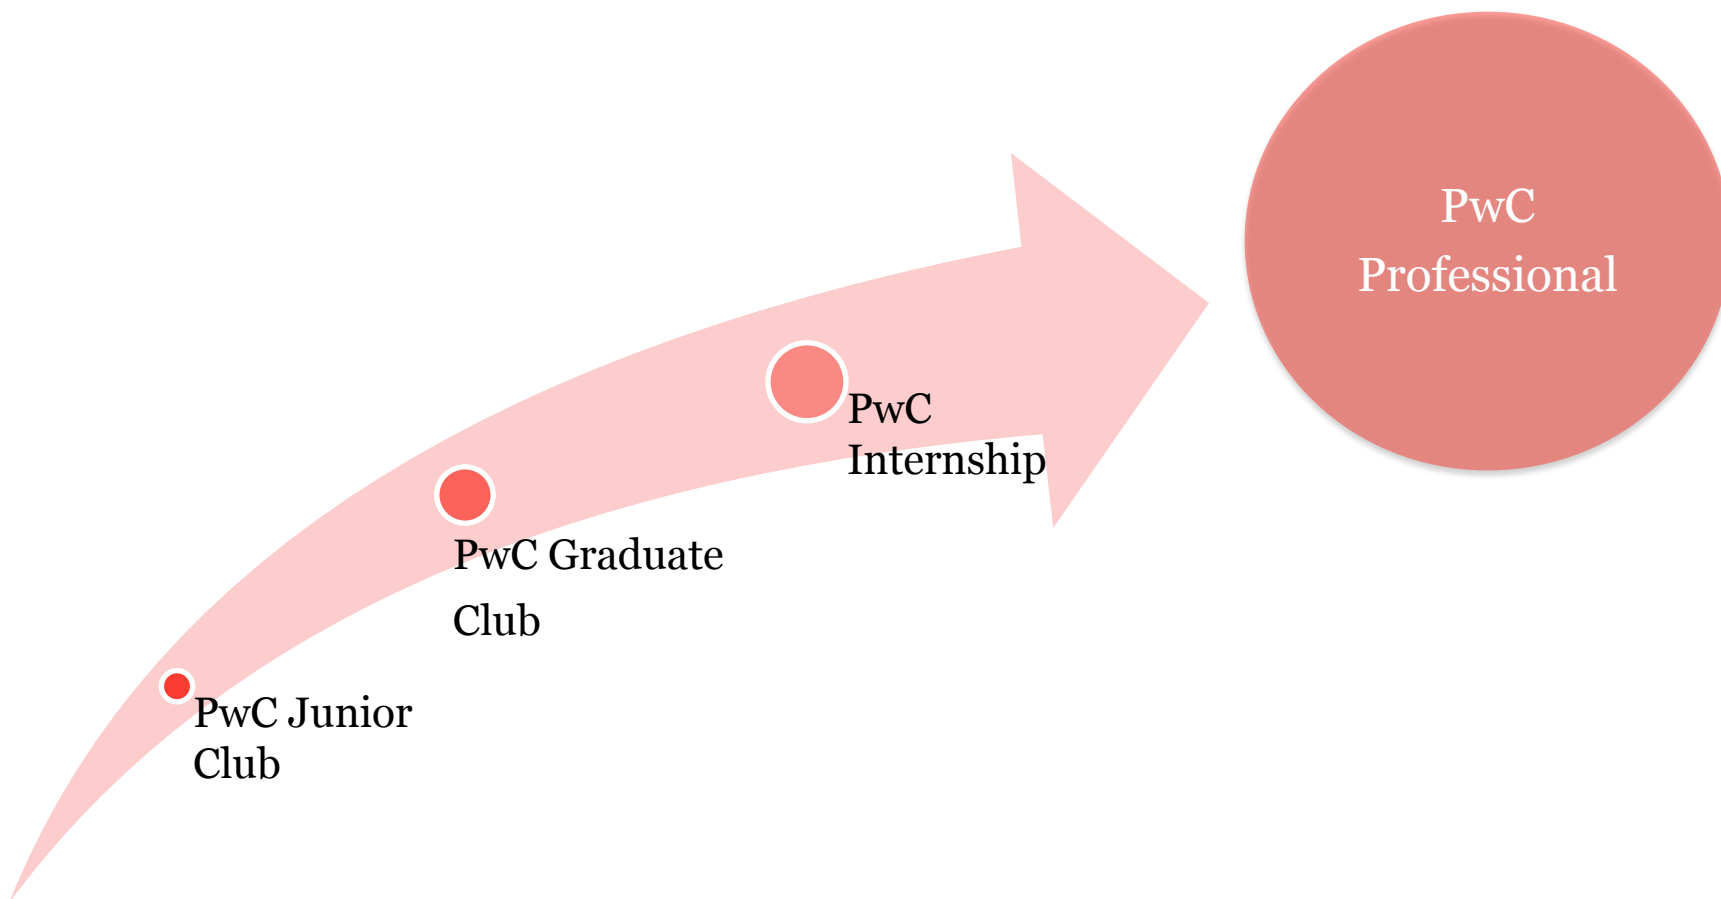 PwC
Professional
PwC
Internship
PwC Graduate
Club
PwC Junior
Club